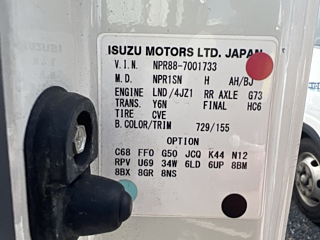 ISUZU MOTORS LTD. JAPAN
V.I.N. NPR88-7001733
M.D. NPR1SN H AH/BJ
ENGINE LND/4JZ1 RR AXLE G73
TRANS. Y6N FINAL HC6
TIRE CVE
B.COLOR/TRIM 729/155
OPTION
C68 FFO G50 JCQ K44 N12
RPV U69 34W 6LD 6UP 8BM
8BX 8GR 8NS